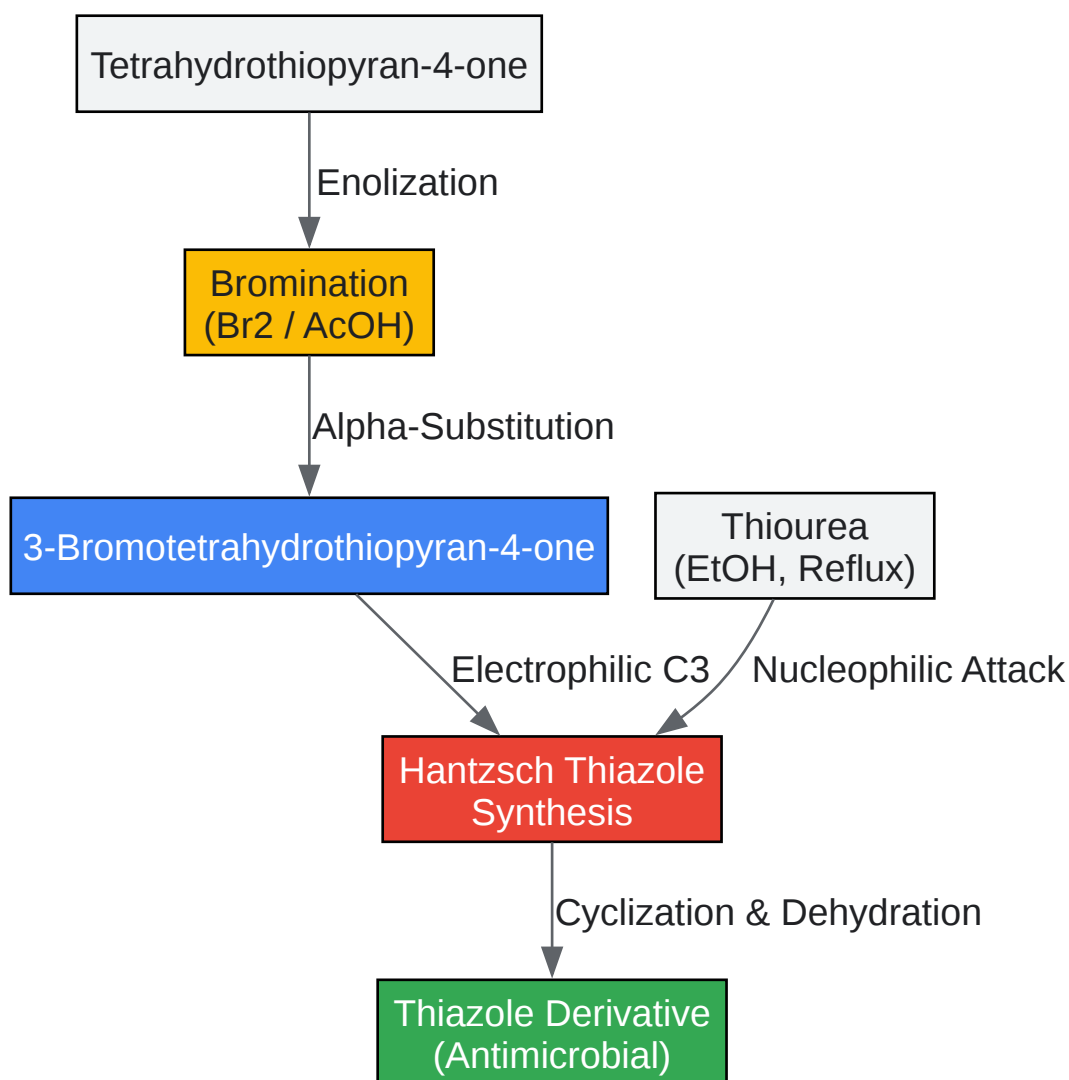 Tetrahydrothiopyran-4-one
Enolization
Bromination
(Br2 / AcOH)
Alpha-Substitution
3-Bromotetrahydrothiopyran-4-one
Thiourea
(EtOH, Reflux)
Electrophilic C3
Nucleophilic Attack
Hantzsch Thiazole
Synthesis
Cyclization & Dehydration
Thiazole Derivative
(Antimicrobial)